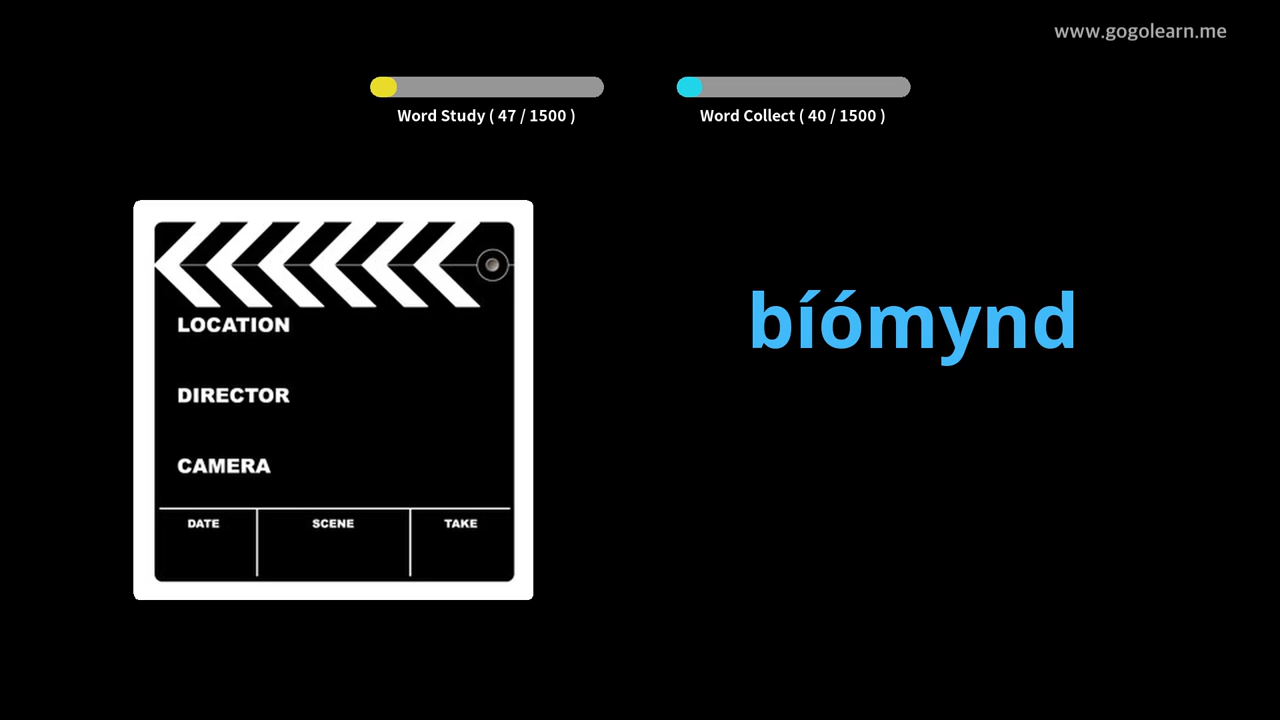 www.gogolearn.me
Word Study ( 47 / 1500 )
Word Collect ( 40 / 1500 )
LOCATION
DIRECTOR
CAMERA
DATE
SCENE
TAKE
bíómynd